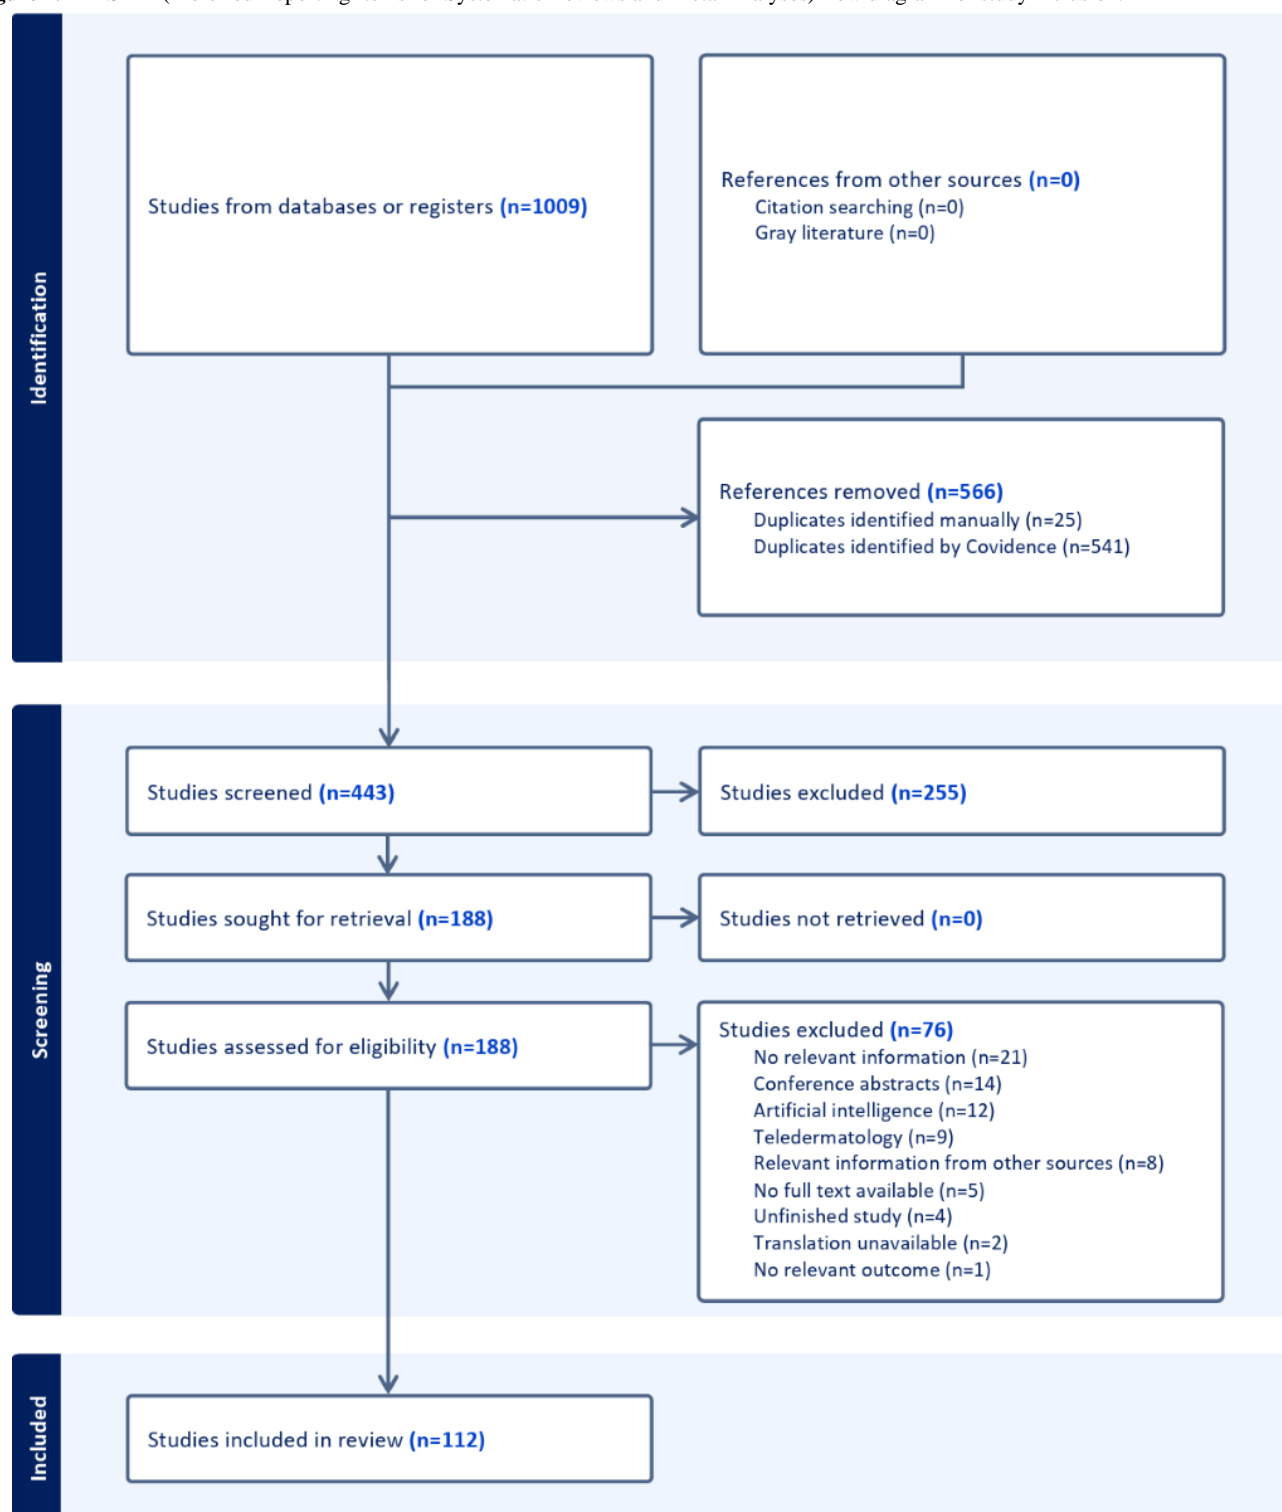 Identification
Studies from databases or registers (n=1009)
References from other sources (n=0)
Citation searching (n=0)
Gray literature (n=0)
References removed (n=566)
Duplicates identified manually (n=25)
Duplicates identified by Covidence (n=541)
Screening
Studies screened (n=443)
Studies excluded (n=255)
Studies sought for retrieval (n=188)
Studies not retrieved (n=0)
Studies assessed for eligibility (n=188)
Studies excluded (n=76)
No relevant information (n=21)
Conference abstracts (n=14)
Artificial intelligence (n=12)
Teledermatology (n=9)
Relevant information from other sources (n=8)
No full text available (n=5)
Unfinished study (n=4)
Translation unavailable (n=2)
No relevant outcome (n=1)
Included
Studies included in review (n=112)